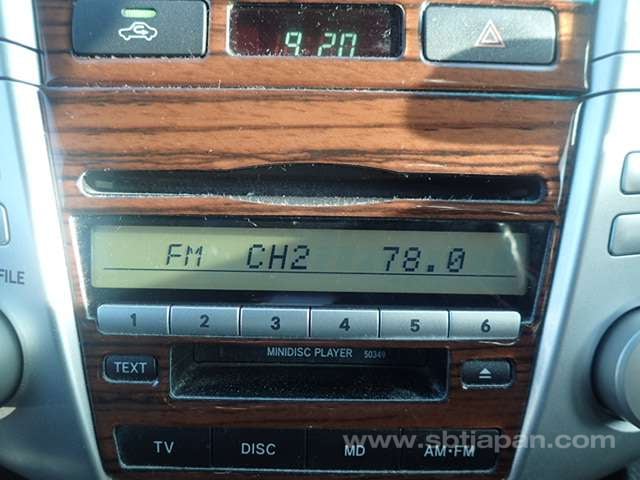 9:20
FM CH2 78.0
FILE
1 2 3 4 5 6
MINIDISC PLAYER 50349
TEXT
TV DISC MD AM•FM
www.sbtjapan.com